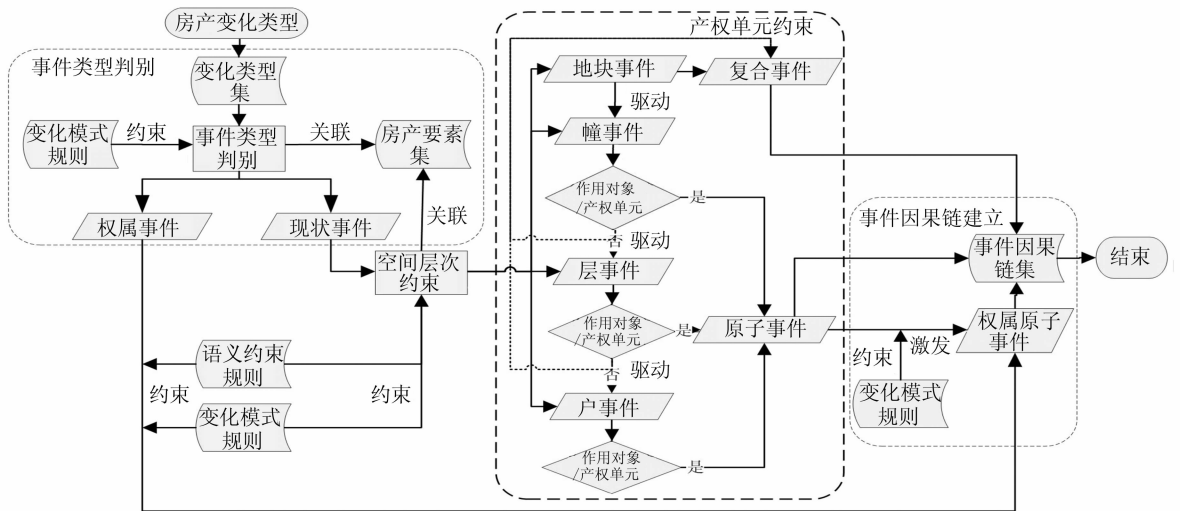 房产变化类型
事件类型判别
变化类型
集
变化模式
规则
约束
事件类型
判别
关联
房产要素
集
权属事件
现状事件
关联
空间层次
约束
语义约束
规则
约束
约束
变化模式
规则
产权单元约束
地块事件
复合事件
驱动
幢事件
作用对象
/产权单元
是
否
驱动
层事件
作用对象
/产权单元
是
原子事件
否
驱动
户事件
作用对象
/产权单元
是
事件因果链建立
事件因果
链集
结束
权属原子
事件
激发
约束
变化模式
规则